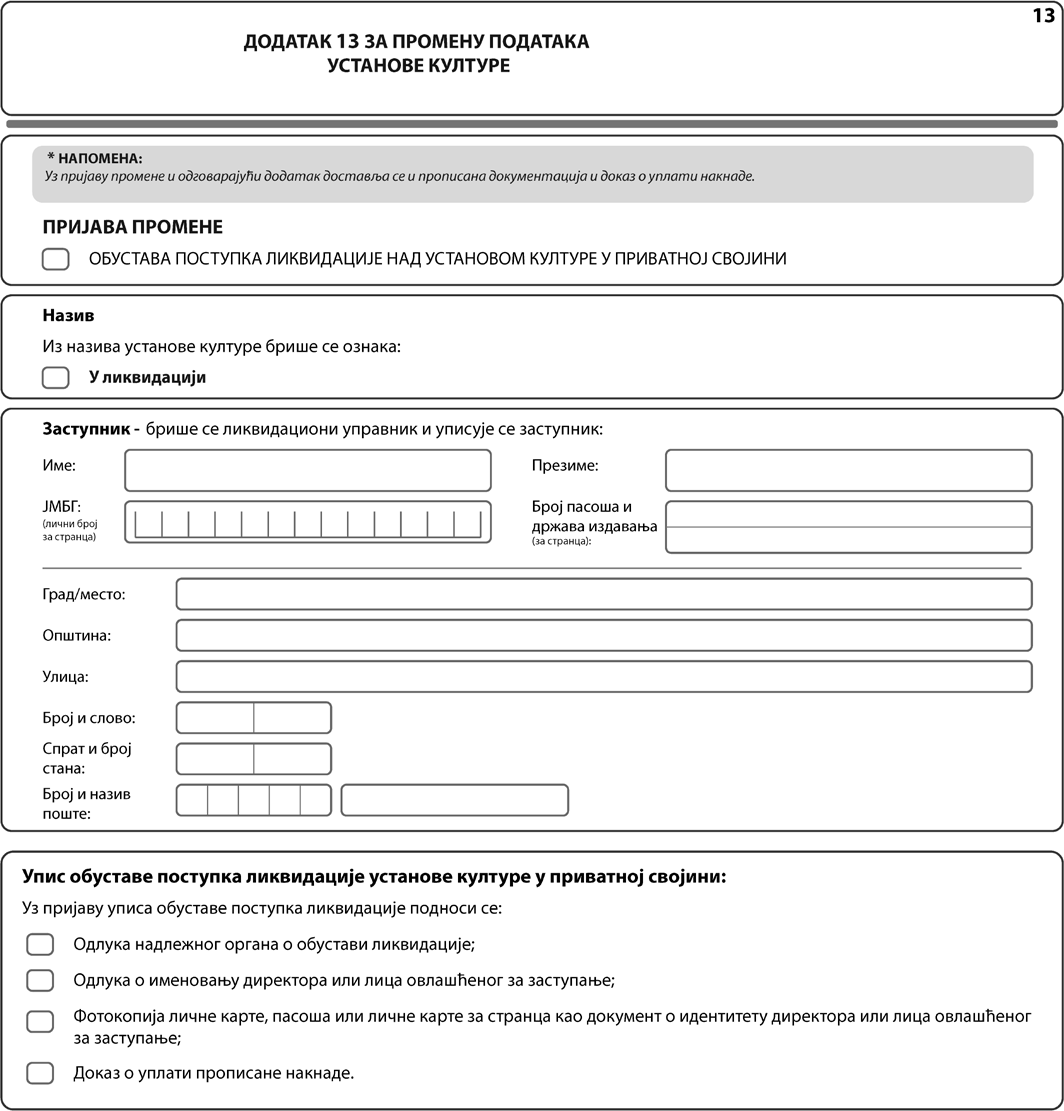 13
ДОДАТАК 13 ЗА ПРОМЕНУ ПОДАТАКА
УСТАНОВЕ КУЛТУРЕ
* НАПОМЕНА:
Уз пријаву промене и одговарајући додатак доставља се и прописана документација и доказ о уплати накнаде.
ПРИЈАВА ПРОМЕНЕ
ОБУСТАВА ПОСТУПКА ЛИКВИДАЦИЈЕ НАД УСТАНОВОМ КУЛТУРЕ У ПРИВАТНОЈ СВОЈИНИ
Назив
Из назива установе културе брише се ознака:
У ликвидацији
Заступник - брише се ликвидациони управник и уписује се заступник:
Име:
Презиме:
ЈМБГ:
(лични број
за странца)
Број пасоша и
држава издавања
(за странца):
Град/место:
Општина:
Улица:
Број и слово:
Спрат и број
стана:
Број и назив
поште:
Упис обуставе поступка ликвидације установе културе у приватној својини:
Уз пријаву уписа обуставе поступка ликвидације подноси се:
Одлука надлежног органа о обустави ликвидације;
Одлука о именовању директора или лица овлашћеног за заступање;
Фотокопија личне карте, пасоша или личне карте за странца као документ о идентитету директора или лица овлашћеног
за заступање;
Доказ о уплати прописане накнаде.